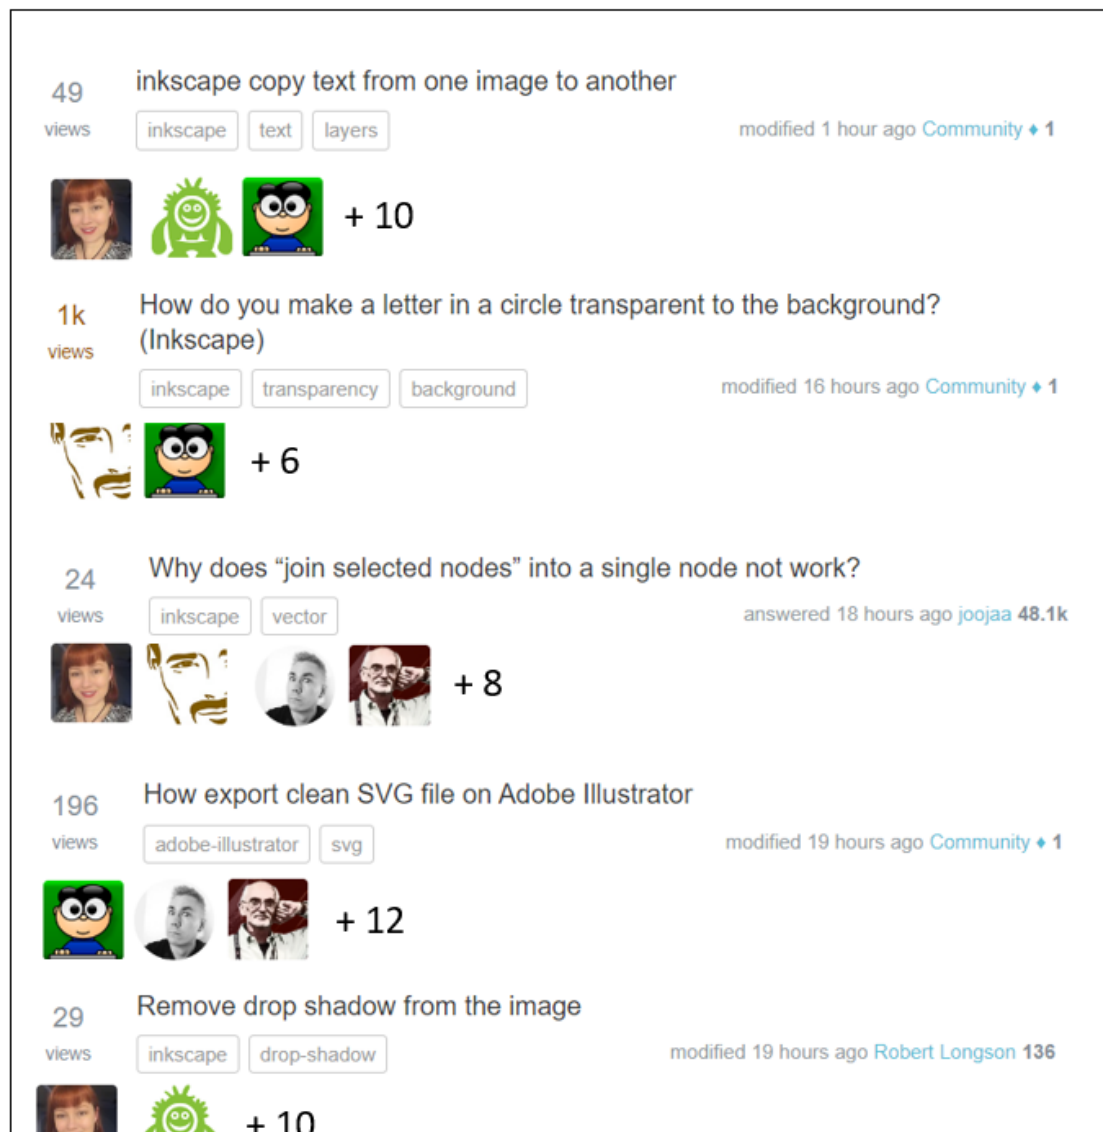 49
views
inkscape copy text from one image to another
inkscape text layers
modified 1 hour ago Community ♦ 1
+ 10
1k
views
How do you make a letter in a circle transparent to the background?
(Inkscape)
inkscape transparency background
modified 16 hours ago Community ♦ 1
+ 6
24
views
Why does “join selected nodes” into a single node not work?
inkscape vector
answered 18 hours ago joojaa 48.1k
+ 8
196
views
How export clean SVG file on Adobe Illustrator
adobe-illustrator svg
modified 19 hours ago Community ♦ 1
+ 12
29
views
Remove drop shadow from the image
inkscape drop-shadow
modified 19 hours ago Robert Longson 136
+ 10